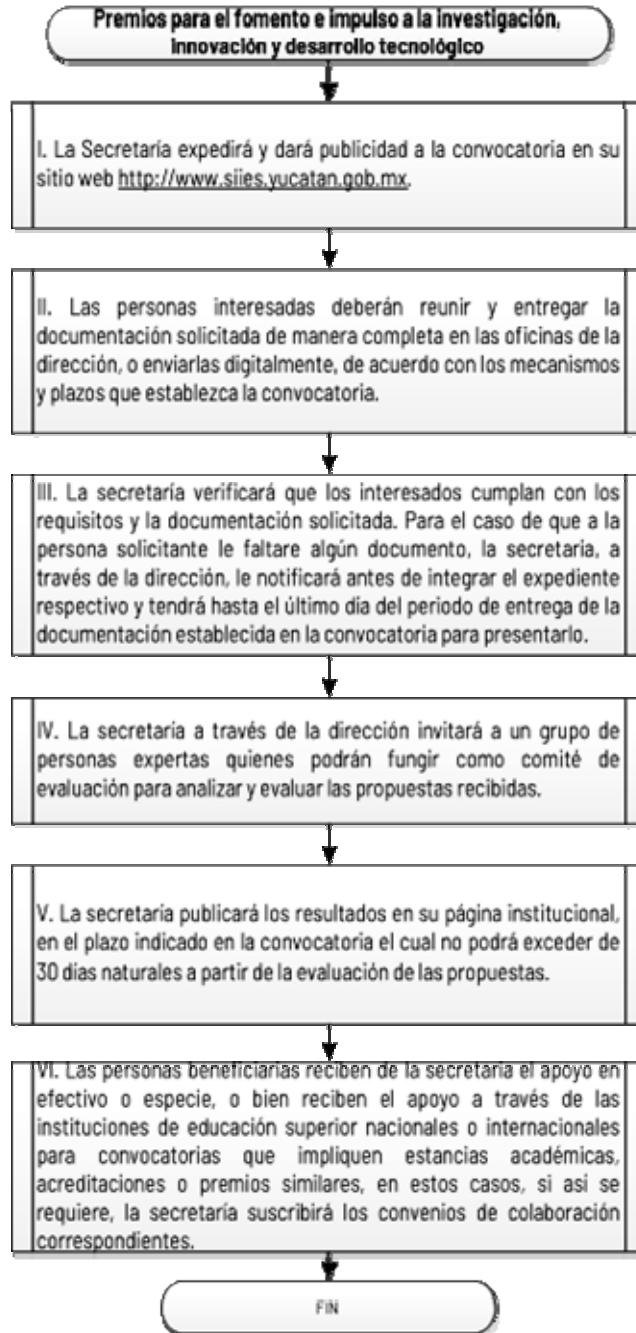 Premios para el fomento e impulso a la investigación,
innovación y desarrollo tecnológico
I. La Secretaría expedirá y dará publicidad a la convocatoria en su
sitio web http://www.siies.yucatan.gob.mx.
II. Las personas interesadas deberán reunir y entregar la
documentación solicitada de manera completa en las oficinas de la
dirección, o enviarlas digitalmente, de acuerdo con los mecanismos
y plazos que establezca la convocatoria.
III. La secretaría verificará que los interesados cumplan con los
requisitos y la documentación solicitada. Para el caso de que a la
persona solicitante le faltare algún documento, la secretaria, a
través de la dirección, le notificará antes de integrar el expediente
respectivo y tendrá hasta el último día del periodo de entrega de la
documentación establecida en la convocatoria para presentarlo.
IV. La secretaria a través de la dirección invitará a un grupo de
personas expertas quienes podrán fungir como comité de
evaluación para analizar y evaluar las propuestas recibidas.
V. La secretaria publicará los resultados en su página institucional,
en el plazo indicado en la convocatoria el cual no podrá exceder de
30 días naturales a partir de la evaluación de las propuestas.
VI. Las personas beneficiarias reciben de la secretaria el apoyo en
efectivo o especie, o bien reciben el apoyo a través de las
instituciones de educación superior nacionales o internacionales
para convocatorias que impliquen estancias académicas,
acreditaciones o premios similares, en estos casos, si así se
requiere, la secretaría suscribirá los convenios de colaboración
correspondientes.
FIN